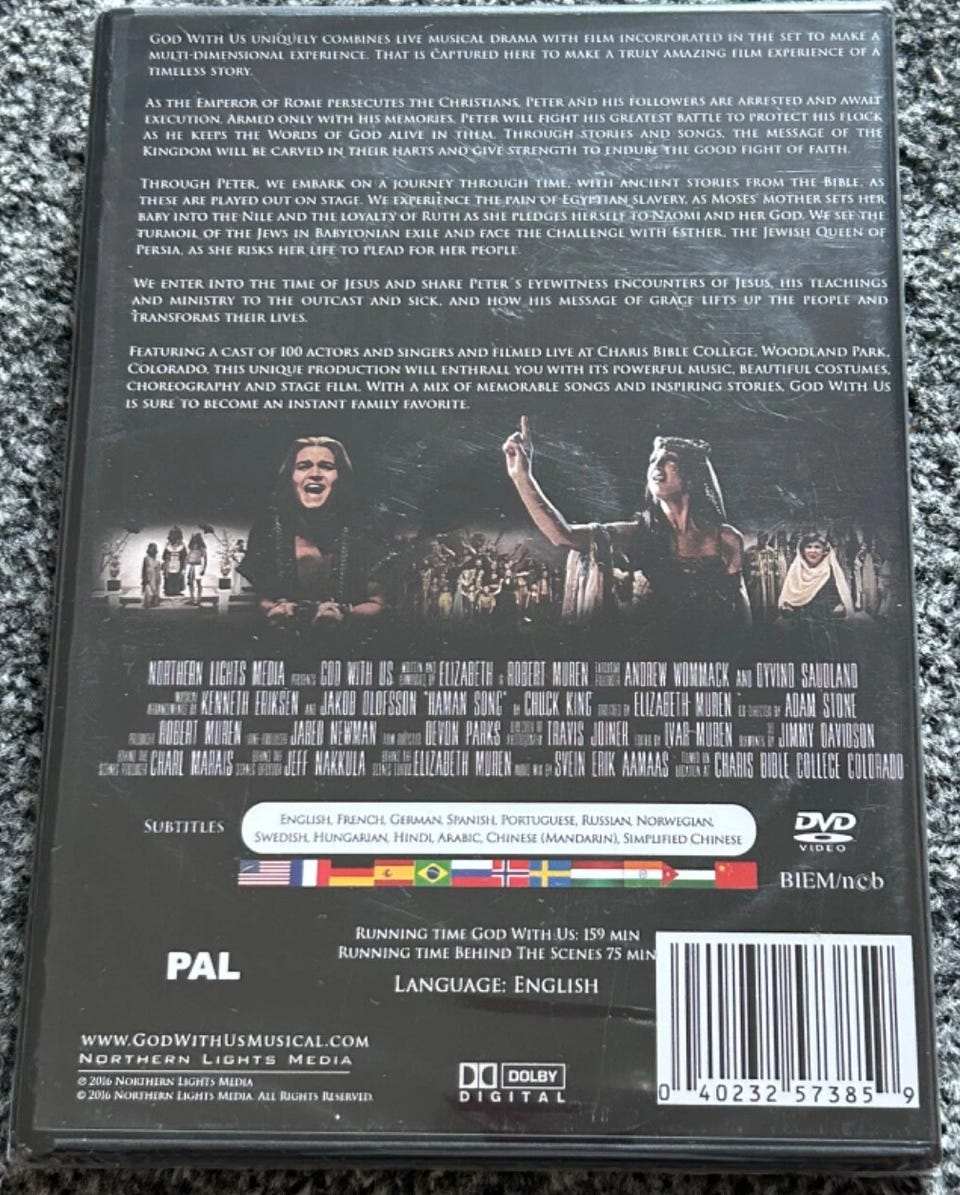 GOD WITH US UNIQUELY COMBINES LIVE MUSICAL DRAMA WITH FILM INCORPORATED IN THE SET TO MAKE A
MULTI-DIMENSIONAL EXPERIENCE. THAT IS CAPTURED HERE TO MAKE A TRULY AMAZING FILM EXPERIENCE OF A
TIMELESS STORY.
AS THE EMPEROR OF ROME PERSECUTES THE CHRISTIANS, PETER AND HIS FOLLOWERS ARE ARRESTED AND AWAIT
EXECUTION. ARMED ONLY WITH HIS MEMORIES, PETER WILL FIGHT HIS GREATEST BATTLE TO PROTECT HIS FLOCK
AS HE KEEPS THE WORDS OF GOD ALIVE IN THEM. THROUGH STORIES AND SONGS, THE MESSAGE OF THE
KINGDOM WILL BE CARVED IN THEIR HARTS AND GIVE STRENGTH TO ENDURE THE GOOD FIGHT OF FAITH.
THROUGH PETER, WE EMBARK ON A JOURNEY THROUGH TIME, WITH ANCIENT STORIES FROM THE BIBLE, AS
THESE ARE PLAYED OUT ON STAGE. WE EXPERIENCE THE PAIN OF EGYPTIAN SLAVERY, AS MOSES' MOTHER SETS HER
BABY INTO THE NILE AND THE LOYALTY OF RUTH AS SHE PLEDGES HERSELF TO NAOMI AND HER GOD. WE SEE THE
TURMOIL OF THE JEWS IN BABYLONIAN EXILE AND FACE THE CHALLENGE WITH ESTHER, THE JEWISH QUEEN OF
PERSIA, AS SHE RISKS HER LIFE TO PLEAD FOR HER PEOPLE.
WE ENTER INTO THE TIME OF JESUS AND SHARE PETER'S EYEWITNESS ENCOUNTERS OF JESUS, HIS TEACHINGS
AND MINISTRY TO THE OUTCAST AND SICK, AND HOW HIS MESSAGE OF GRACE LIFTS UP THE PEOPLE AND
TRANSFORMS THEIR LIVES.
FEATURING A CAST OF 100 ACTORS AND SINGERS AND FILMED LIVE AT CHARIS BIBLE COLLEGE, WOODLAND PARK,
COLORADO, THIS UNIQUE PRODUCTION WILL ENTHRALL YOU WITH ITS POWERFUL MUSIC, BEAUTIFUL COSTUMES,
CHOREOGRAPHY AND STAGE FILM. WITH A MIX OF MEMORABLE SONGS AND INSPIRING STORIES, GOD WITH US
IS SURE TO BECOME AN INSTANT FAMILY FAVORITE.
NORTHERN LIGHTS MEDIA PRESENTS GOD WITH US ELIZABETH & ROBERT MUREN ANDREW WOMMACK AND OYVIND SAUDLAND
KENNETH ERIKSEN AND JAKOB OLOFSSON "HAMAN SONG" BY CHUCK KING DIRECTED BY ELIZABETH MUREN CO-DIRECTED BY ADAM STONE
PRODUCER ROBERT MUREN JARED NEWMAN DEVON PARKS TRAVIS JOINER EDITED BY IVAR MUREN JIMMY DAVIDSON
CHARL MARAIS JEFF NAKKULA ELIZABETH MUREN SVEIN ERIK AAMAAS CHARIS BIBLE COLLEGE COLORADO
SUBTITLES
ENGLISH, FRENCH, GERMAN, SPANISH, PORTUGUESE, RUSSIAN, NORWEGIAN,
SWEDISH, HUNGARIAN, HINDI, ARABIC, CHINESE (MANDARIN), SIMPLIFIED CHINESE
DVD
VIDEO
BIEM/ncb
RUNNING TIME GOD WITH US: 159 MIN
RUNNING TIME BEHIND THE SCENES 75 MIN
LANGUAGE: ENGLISH
PAL
WWW.GODWITHUSMUSICAL.COM
NORTHERN LIGHTS MEDIA
℗ 2016 NORTHERN LIGHTS MEDIA
© 2016 NORTHERN LIGHTS MEDIA. ALL RIGHTS RESERVED.
DOLBY
DIGITAL
0 40232 57385 9